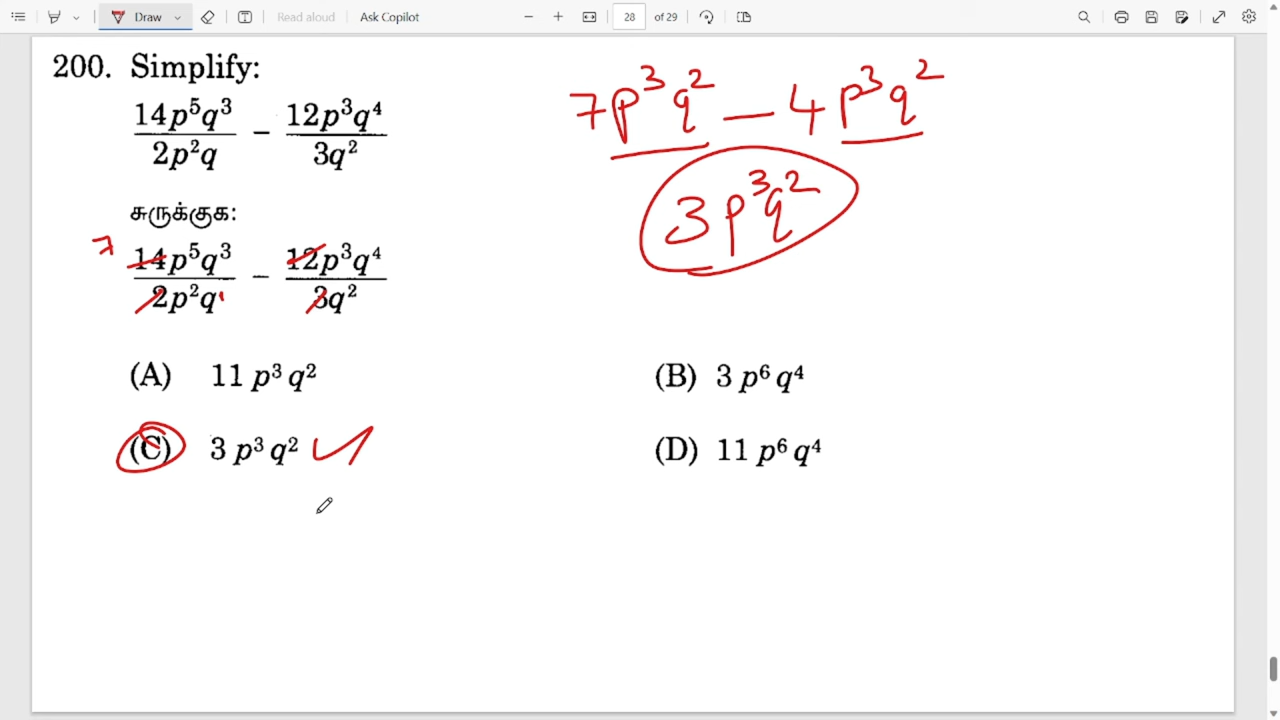 Draw Read aloud Ask Copilot 28 of 29
200. Simplify:
14p⁵q³/2p²q − 12p³q⁴/3q²
சுருக்குக:
7 14p⁵q³/2p²q − 12p³q⁴/3q²
7p³q² − 4p³q²
3p³q²
(A) 11 p³ q² (B) 3 p⁶ q⁴
(C) 3 p³ q² (D) 11 p⁶ q⁴